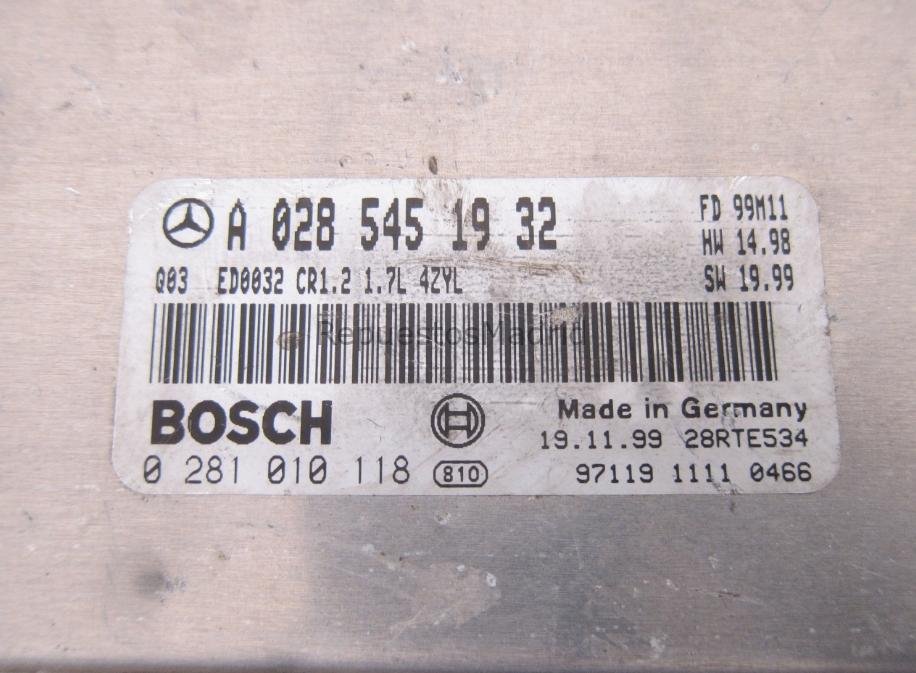 A 028 545 19 32
FD 99M11
HW 14.98
Q03 ED0032 CR1.2 1.7L 4ZYL
SW 19.99
RepuestosMadrid
BOSCH
Made in Germany
19.11.99 28RTE534
0 281 010 118 810
97119 1111 0466